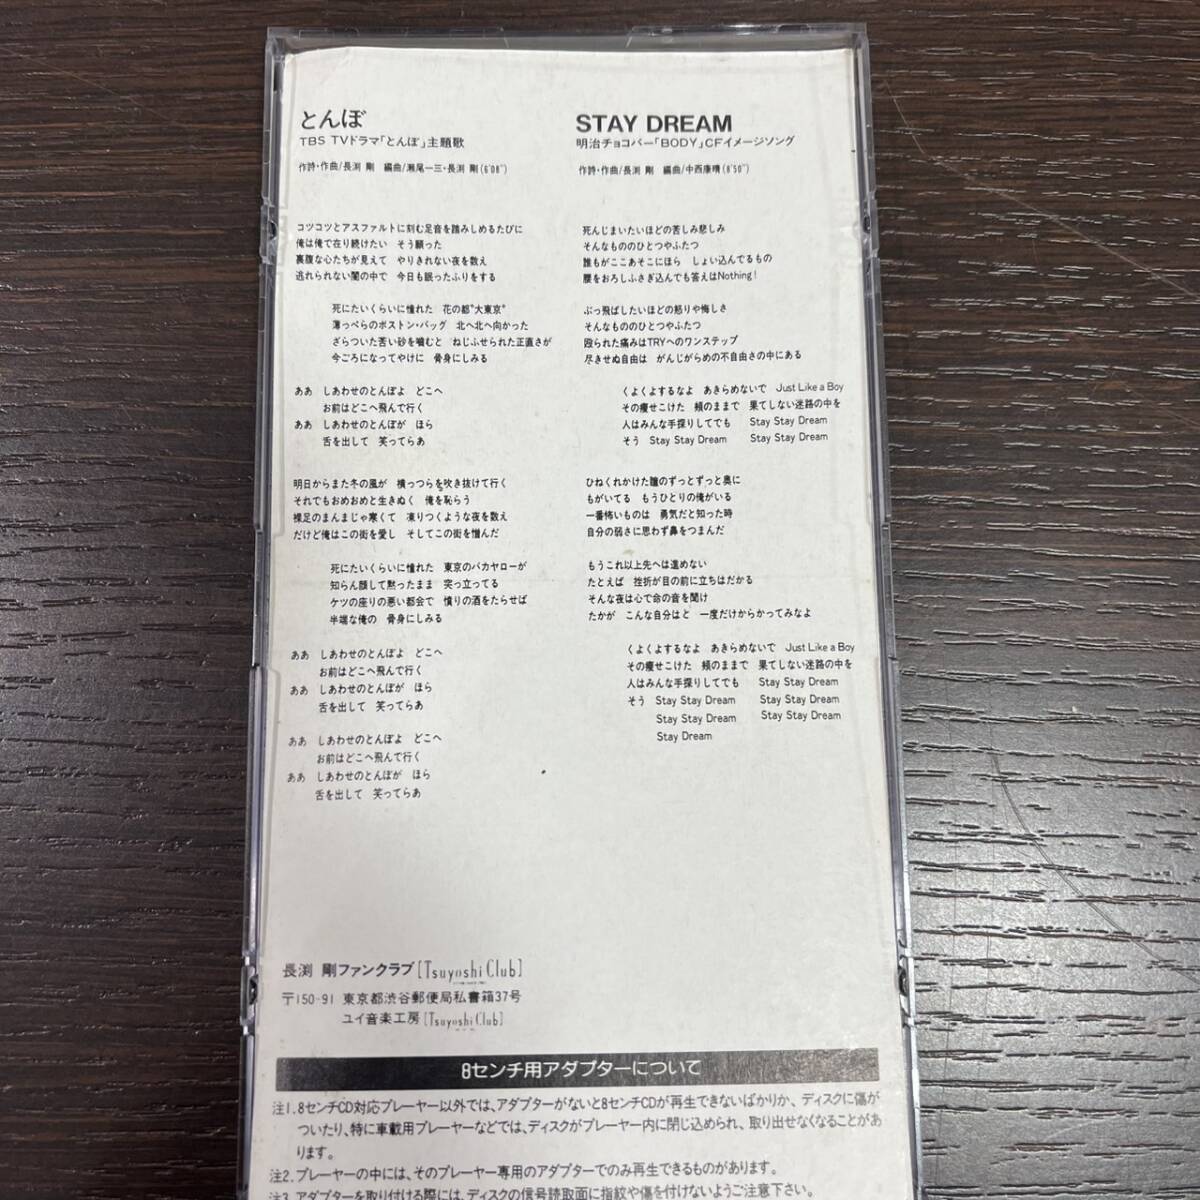 とんぼ
TBS TVドラマ「とんぼ」主題歌
作詩・作曲/長渕 剛 編曲/瀬尾一三・長渕 剛(6'08")
コツコツとアスファルトに刻む足音を踏みしめるたびに
俺は俺で在り続けたい そう願った
裏腹な心たちが見えて やりきれない夜を数え
逃れられない闇の中で 今日も眠ったふりをする
死にたいくらいに憧れた 花の都"大東京"
薄っぺらのボストン・バッグ 北へ北へ向かった
ざらついた苦い砂を噛むと ねじふせられた正直さが
今ごろになってやけに 骨身にしみる
ああ しあわせのとんぼよ どこへ
お前はどこへ飛んで行く
ああ しあわせのとんぼが ほら
舌を出して 笑ってらあ
明日からまた冬の風が 横っつらを吹き抜けて行く
それでもおめおめと生きぬく 俺を恥らう
裸足のまんまじゃ寒くて 凍りつくような夜を数え
だけど俺はこの街を愛し そしてこの街を憎んだ
死にたいくらいに憧れた 東京のバカヤローが
知らん顔して黙ったまま 突っ立ってる
ケツの座りの悪い都会で 憤りの酒をたらせば
半端な俺の 骨身にしみる
ああ しあわせのとんぼよ どこへ
お前はどこへ飛んで行く
ああ しあわせのとんぼが ほら
舌を出して 笑ってらあ
ああ しあわせのとんぼよ どこへ
お前はどこへ飛んで行く
ああ しあわせのとんぼが ほら
舌を出して 笑ってらあ
STAY DREAM
明治チョコバー「BODY」CFイメージソング
作詩・作曲/長渕 剛 編曲/中西康晴(8'50")
死んじまいたいほどの苦しみ悲しみ
そんなもののひとつやふたつ
誰もがここあそこにほら しょい込んでるもの
腰をおろしふさぎ込んでも答えはNothing!
ぶっ飛ばしたいほどの怒りや悔しさ
そんなもののひとつやふたつ
殴られた痛みはTRYへのワンステップ
尽きせぬ自由は がんじがらめの不自由さの中にある
くよくよするなよ あきらめないで Just Like a Boy
その痩せこけた 頬のままで 果てしない迷路の中を
人はみんな手探りしてでも Stay Stay Dream
そう Stay Stay Dream Stay Stay Dream
ひねくれかけた瞳のずっとずっと奥に
もがいてる もうひとりの俺がいる
一番怖いものは 勇気だと知った時
自分の弱さに思わず鼻をつまんだ
もうこれ以上先へは進めない
たとえば 挫折が目の前に立ちはだかる
そんな夜は心で命の音を聞け
たかが こんな自分はと 一度だけからかってみなよ
くよくよするなよ あきらめないで Just Like a Boy
その痩せこけた 頬のままで 果てしない迷路の中を
人はみんな手探りしてでも Stay Stay Dream
そう Stay Stay Dream Stay Stay Dream
Stay Stay Dream Stay Stay Dream
Stay Dream
長渕 剛ファンクラブ[Tsuyoshi Club]
〒150-91 東京都渋谷郵便局私書箱37号
ユイ音楽工房[Tsuyoshi Club]
8センチ用アダプターについて
注1.8センチCD対応プレーヤー以外では、アダプターがないと8センチCDが再生できないばかりか、ディスクに傷が
ついたり、特に車載用プレーヤーなどでは、ディスクがプレーヤー内に閉じ込められ、取り出せなくなることがあ
ります。
注2.プレーヤーの中には、そのプレーヤー専用のアダプターでのみ再生できるものがあります。
注3.アダプターを取り付ける際には、ディスクの信号読取面に指紋や傷を付けないようご注意下さい。